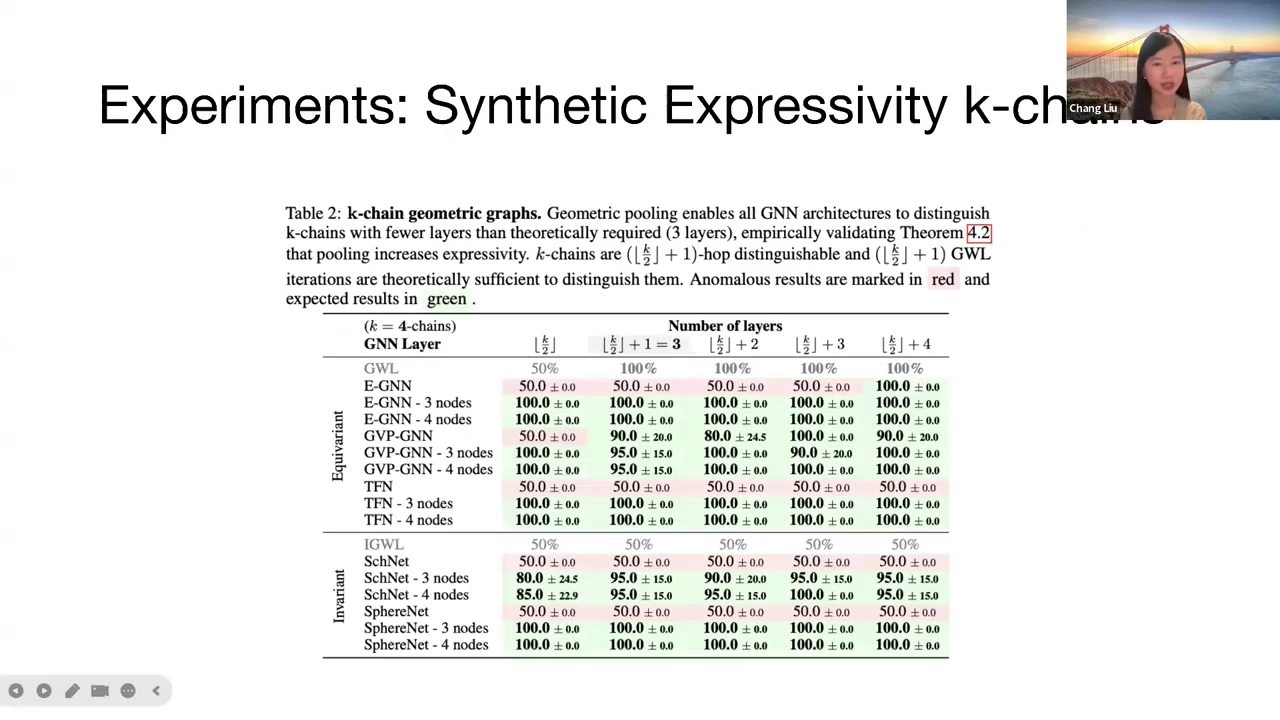 Experiments: Synthetic Expressivity k-chains
Chang Liu
Table 2: k-chain geometric graphs. Geometric pooling enables all GNN architectures to distinguish
k-chains with fewer layers than theoretically required (3 layers), empirically validating Theorem 4.2
that pooling increases expressivity. k-chains are (⌊k/2⌋ + 1)-hop distinguishable and (⌊k/2⌋ + 1) GWL
iterations are theoretically sufficient to distinguish them. Anomalous results are marked in red and
expected results in green .
(k = 4-chains) Number of layers
GNN Layer ⌊k/2⌋ ⌊k/2⌋ + 1 = 3 ⌊k/2⌋ + 2 ⌊k/2⌋ + 3 ⌊k/2⌋ + 4
Equivariant
GWL 50% 100% 100% 100% 100%
E-GNN 50.0 ± 0.0 50.0 ± 0.0 50.0 ± 0.0 50.0 ± 0.0 100.0 ± 0.0
E-GNN - 3 nodes 100.0 ± 0.0 100.0 ± 0.0 100.0 ± 0.0 100.0 ± 0.0 100.0 ± 0.0
E-GNN - 4 nodes 100.0 ± 0.0 100.0 ± 0.0 100.0 ± 0.0 100.0 ± 0.0 100.0 ± 0.0
GVP-GNN 50.0 ± 0.0 90.0 ± 20.0 80.0 ± 24.5 100.0 ± 0.0 90.0 ± 20.0
GVP-GNN - 3 nodes 100.0 ± 0.0 95.0 ± 15.0 100.0 ± 0.0 90.0 ± 20.0 100.0 ± 0.0
GVP-GNN - 4 nodes 100.0 ± 0.0 95.0 ± 15.0 100.0 ± 0.0 100.0 ± 0.0 100.0 ± 0.0
TFN 50.0 ± 0.0 50.0 ± 0.0 50.0 ± 0.0 50.0 ± 0.0 50.0 ± 0.0
TFN - 3 nodes 100.0 ± 0.0 100.0 ± 0.0 100.0 ± 0.0 100.0 ± 0.0 100.0 ± 0.0
TFN - 4 nodes 100.0 ± 0.0 100.0 ± 0.0 100.0 ± 0.0 100.0 ± 0.0 100.0 ± 0.0
Invariant
IGWL 50% 50% 50% 50% 50%
SchNet 50.0 ± 0.0 50.0 ± 0.0 50.0 ± 0.0 50.0 ± 0.0 50.0 ± 0.0
SchNet - 3 nodes 80.0 ± 24.5 95.0 ± 15.0 90.0 ± 20.0 95.0 ± 15.0 95.0 ± 15.0
SchNet - 4 nodes 85.0 ± 22.9 95.0 ± 15.0 95.0 ± 15.0 100.0 ± 0.0 95.0 ± 15.0
SphereNet 50.0 ± 0.0 50.0 ± 0.0 50.0 ± 0.0 50.0 ± 0.0 50.0 ± 0.0
SphereNet - 3 nodes 100.0 ± 0.0 100.0 ± 0.0 100.0 ± 0.0 100.0 ± 0.0 100.0 ± 0.0
SphereNet - 4 nodes 100.0 ± 0.0 100.0 ± 0.0 100.0 ± 0.0 100.0 ± 0.0 100.0 ± 0.0